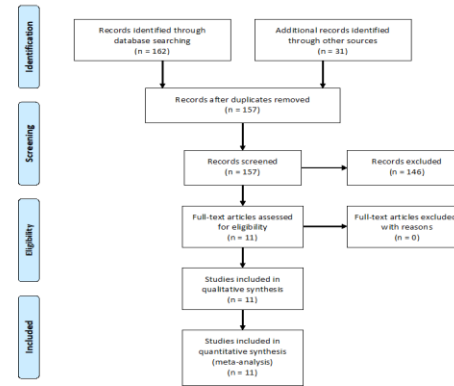 Identification
Records identified through
database searching
(n = 162)
Additional records identified
through other sources
(n = 31)
Records after duplicates removed
(n = 157)
Screening
Records screened
(n = 157)
Records excluded
(n = 146)
Eligibility
Full-text articles assessed
for eligibility
(n = 11)
Full-text articles excluded
with reasons
(n = 0)
Studies included in
qualitative synthesis
(n = 11)
Included
Studies included in
quantitative synthesis
(meta-analysis)
(n = 11)